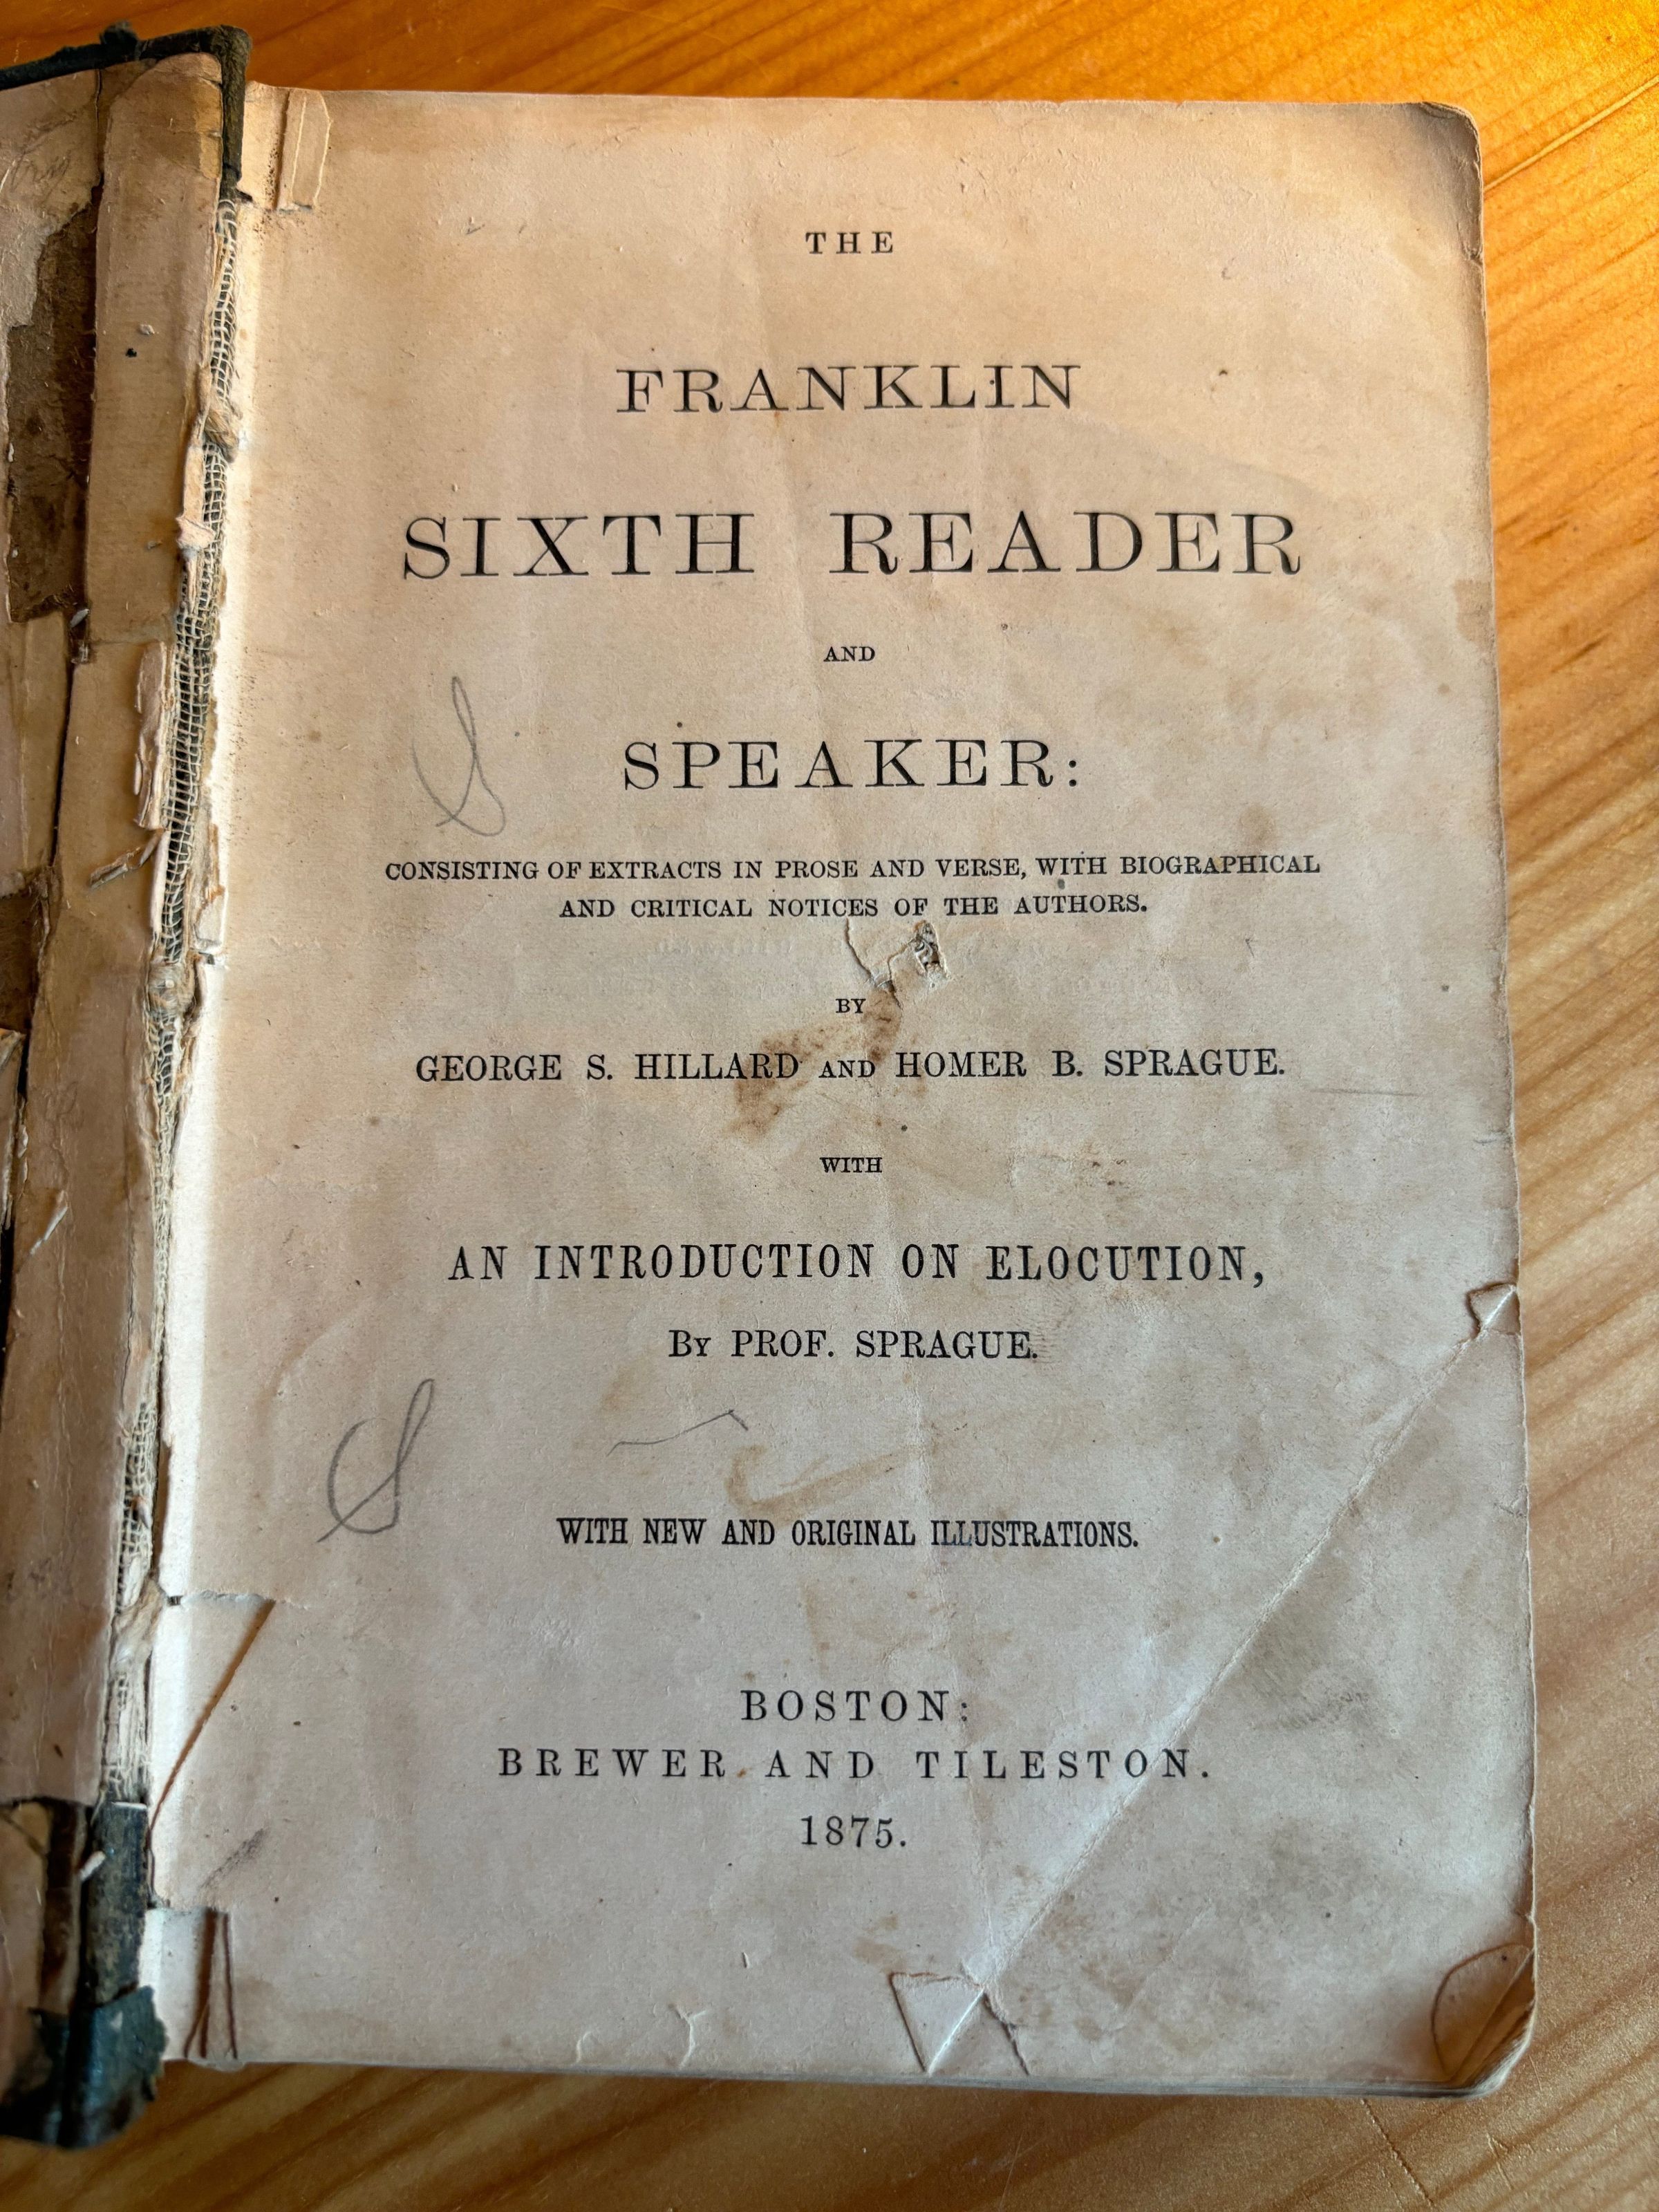 THE
FRANKLIN
SIXTH READER
AND
SPEAKER:
CONSISTING OF EXTRACTS IN PROSE AND VERSE, WITH BIOGRAPHICAL
AND CRITICAL NOTICES OF THE AUTHORS.
BY
GEORGE S. HILLARD AND HOMER B. SPRAGUE.
WITH
AN INTRODUCTION ON ELOCUTION,
By PROF. SPRAGUE.
WITH NEW AND ORIGINAL ILLUSTRATIONS.
BOSTON:
BREWER AND TILESTON.
1875.